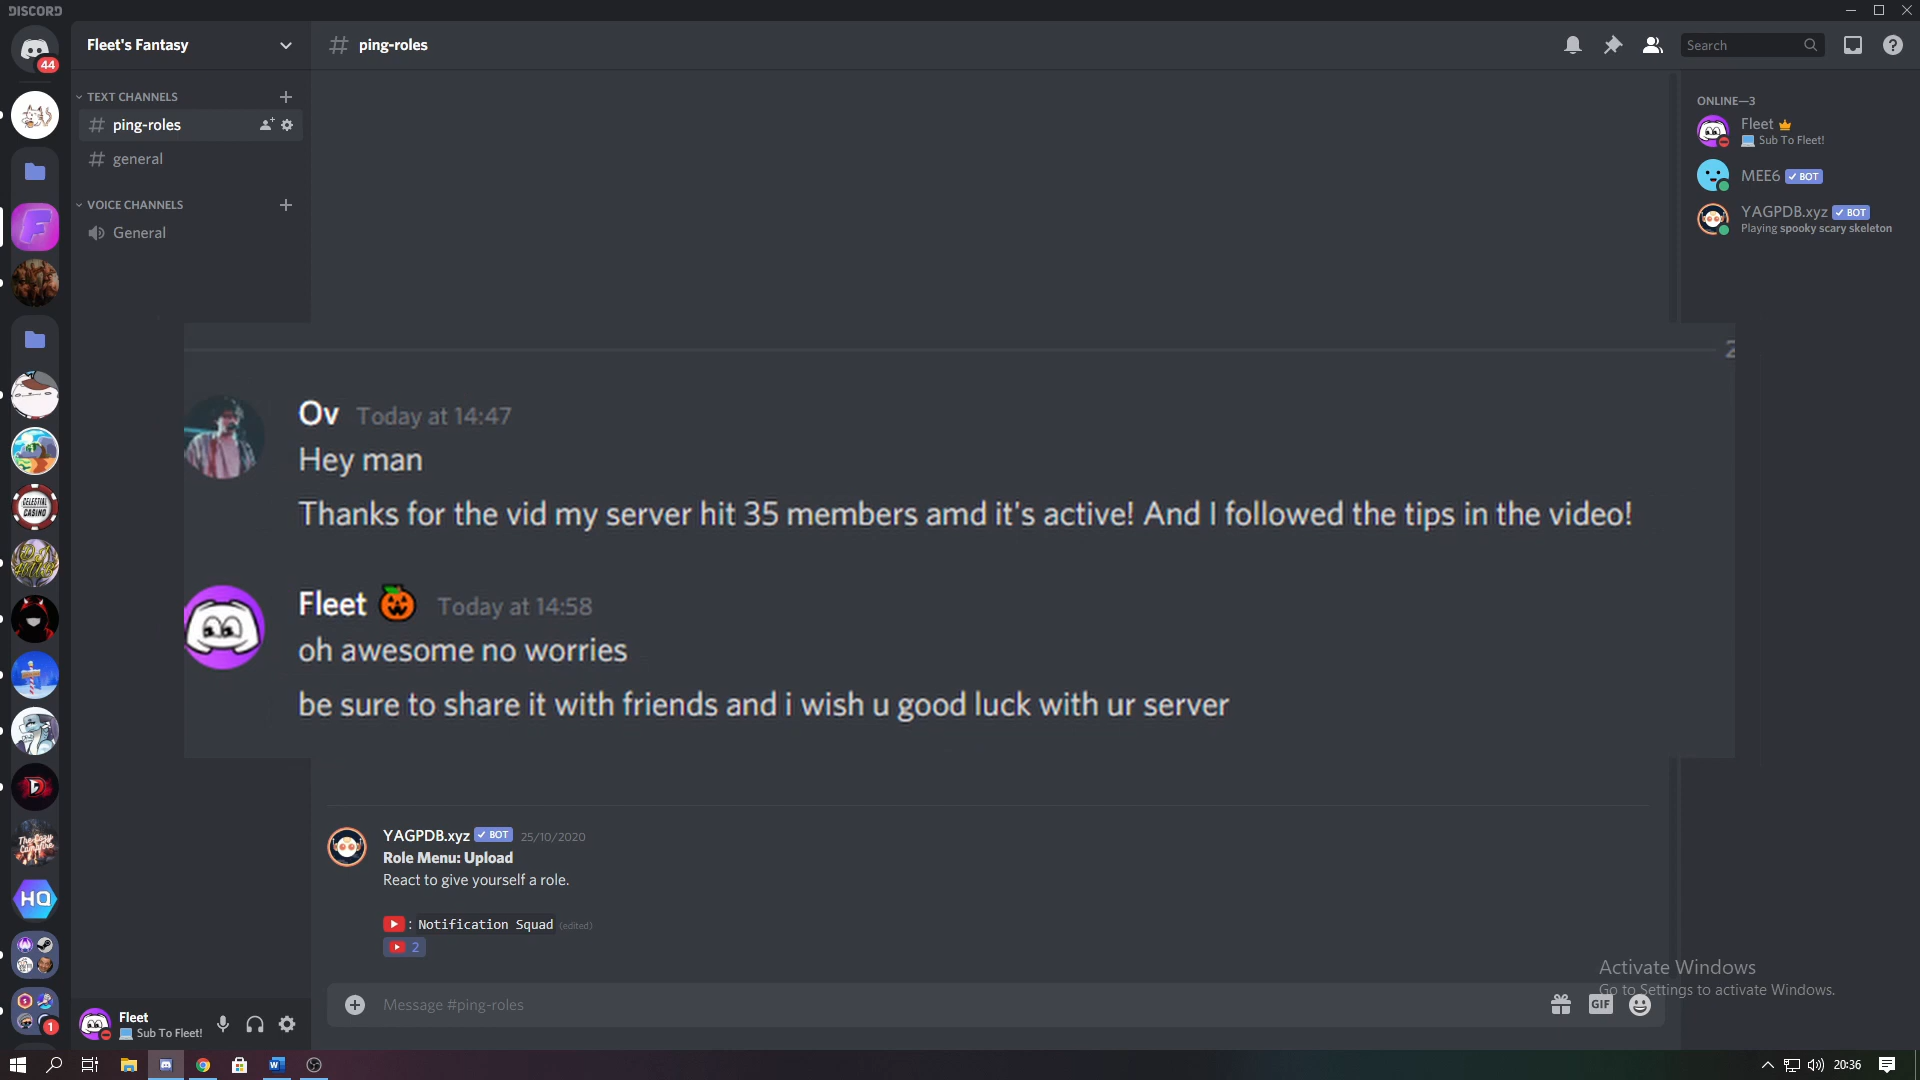 DISCORD
44
Fleet's Fantasy
ping-roles
Search
TEXT CHANNELS
ping-roles
general
VOICE CHANNELS
General
ONLINE—3
Fleet
Sub To Fleet!
MEE6 ✓ BOT
YAGPDB.xyz ✓ BOT
Playing spooky scary skeleton
Ov Today at 14:47
Hey man
Thanks for the vid my server hit 35 members amd it's active! And I followed the tips in the video!
Fleet 🎃 Today at 14:58
oh awesome no worries
be sure to share it with friends and i wish u good luck with ur server
CELESTIAL
CASINO
The Cozy
Campfire
HQ
1
YAGPDB.xyz ✓ BOT 25/10/2020
Role Menu: Upload
React to give yourself a role.
: Notification Squad (edited)
2
Message #ping-roles
GIF
Activate Windows
Go to Settings to activate Windows.
Fleet
Sub To Fleet!
20:36